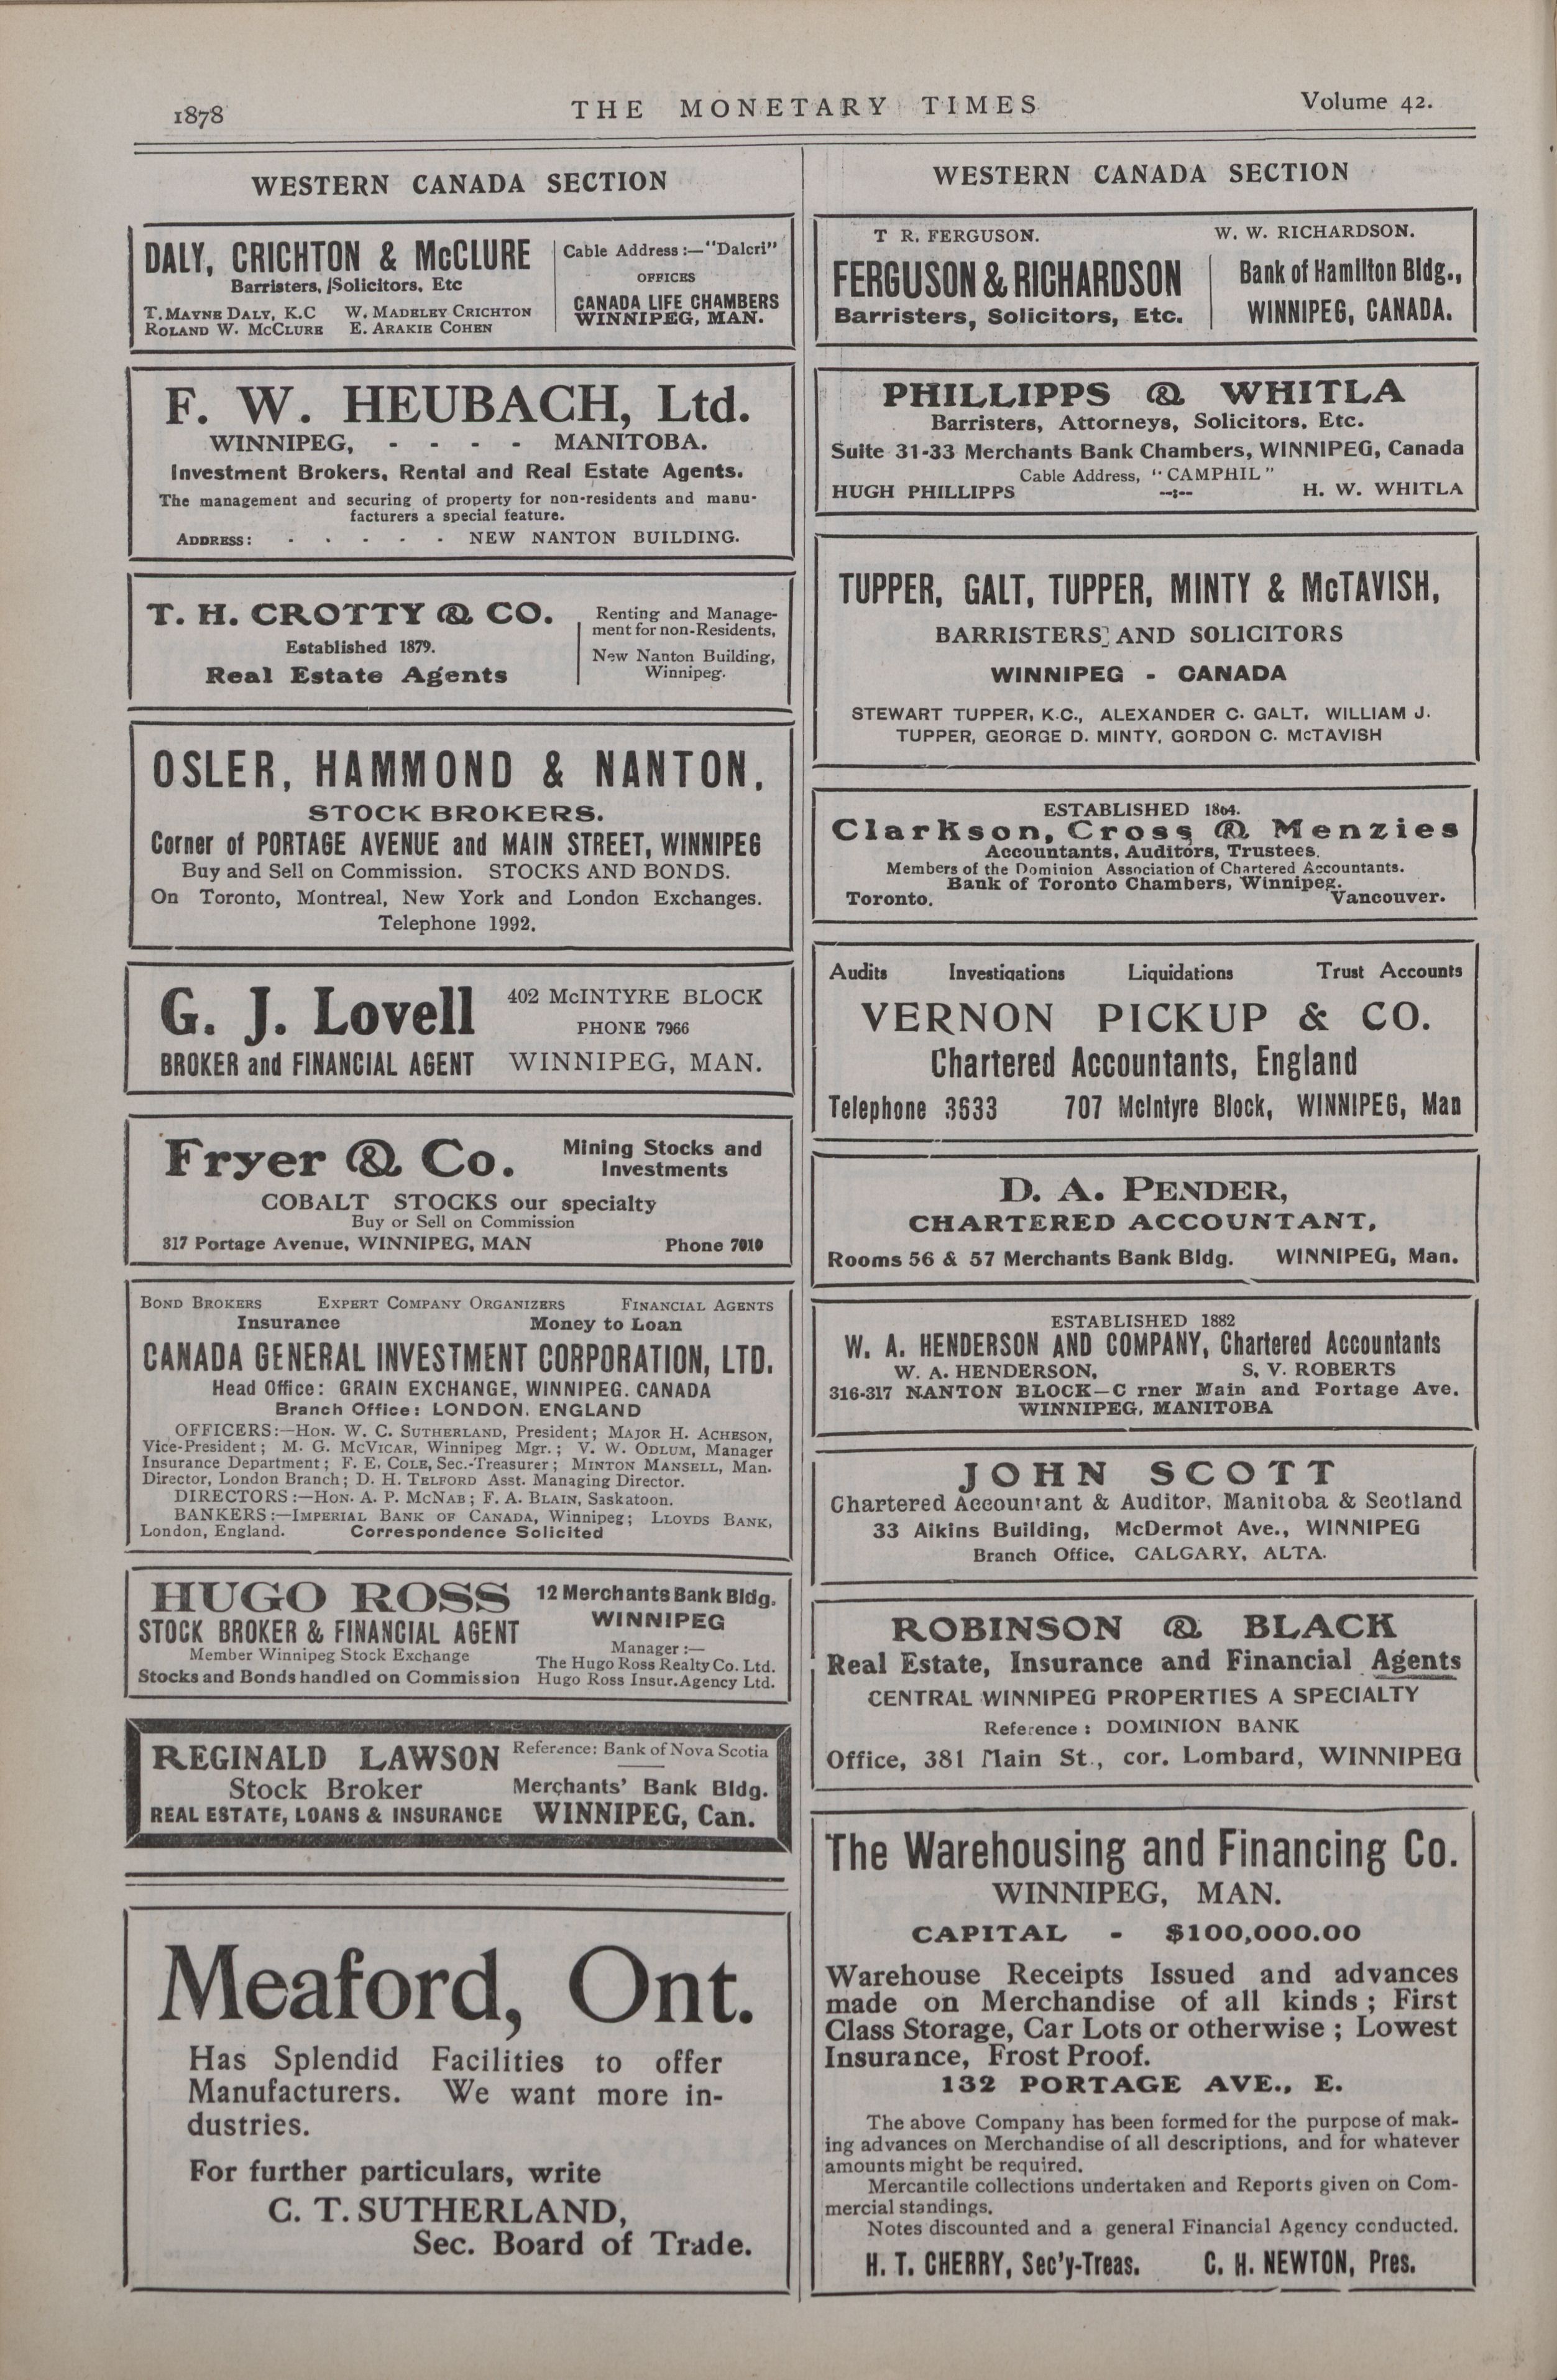 1878
THE MONETARY TIMES
Volume 42.
WESTERN CANADA SECTION
DALY, CRICHTON & McCLURE
Barristers, Solicitors, Etc
T. MAYNE DALY, K.C W. MADELEY CRICHTON
ROLAND W. McCLURE E. ARAKIE COHEN
Cable Address:—"Dalcri"
OFFICES
CANADA LIFE CHAMBERS
WINNIPEG, MAN.
F. W. HEUBACH, Ltd.
WINNIPEG, - - - - MANITOBA.
Investment Brokers, Rental and Real Estate Agents.
The management and securing of property for non-residents and manu-
facturers a special feature.
ADDRESS: - - - - - NEW NANTON BUILDING.
T. H. CROTTY & CO.
Established 1879.
Real Estate Agents
Renting and Manage-
ment for non-Residents,
New Nanton Building,
Winnipeg.
OSLER, HAMMOND & NANTON,
STOCK BROKERS.
Corner of PORTAGE AVENUE and MAIN STREET, WINNIPEG
Buy and Sell on Commission. STOCKS AND BONDS.
On Toronto, Montreal, New York and London Exchanges.
Telephone 1992.
G. J. Lovell
BROKER and FINANCIAL AGENT
402 McINTYRE BLOCK
PHONE 7966
WINNIPEG, MAN.
Fryer & Co.
Mining Stocks and
Investments
COBALT STOCKS our specialty
Buy or Sell on Commission
317 Portage Avenue, WINNIPEG, MAN Phone 7010
BOND BROKERS EXPERT COMPANY ORGANIZERS FINANCIAL AGENTS
Insurance Money to Loan
CANADA GENERAL INVESTMENT CORPORATION, LTD.
Head Office: GRAIN EXCHANGE, WINNIPEG. CANADA
Branch Office: LONDON. ENGLAND
OFFICERS:—HON. W. C. SUTHERLAND, President; MAJOR H. ACHESON,
Vice-President; M. G. McVICAR, Winnipeg Mgr.; V. W. ODLUM, Manager
Insurance Department; F. E. COLE, Sec.-Treasurer; MINTON MANSELL, Man.
Director, London Branch; D. H. TELFORD Asst. Managing Director.
DIRECTORS:—HON. A. P. McNAB; F. A. BLAIN, Saskatoon.
BANKERS:—IMPERIAL BANK OF CANADA, Winnipeg; LLOYDS BANK,
London, England. Correspondence Solicited
HUGO ROSS
STOCK BROKER & FINANCIAL AGENT
Member Winnipeg Stock Exchange
Stocks and Bonds handled on Commission
12 Merchants Bank Bldg.
WINNIPEG
Manager:—
The Hugo Ross Realty Co. Ltd.
Hugo Ross Insur. Agency Ltd.
REGINALD LAWSON
Stock Broker
REAL ESTATE, LOANS & INSURANCE
Reference: Bank of Nova Scotia
Merchants' Bank Bldg.
WINNIPEG, Can.
Meaford, Ont.
Has Splendid Facilities to offer
Manufacturers. We want more in-
dustries.
For further particulars, write
C. T. SUTHERLAND,
Sec. Board of Trade.
WESTERN CANADA SECTION
T R. FERGUSON. W. W. RICHARDSON.
FERGUSON & RICHARDSON
Barristers, Solicitors, Etc.
Bank of Hamilton Bldg.,
WINNIPEG, CANADA.
PHILLIPPS & WHITLA
Barristers, Attorneys, Solicitors, Etc.
Suite 31-33 Merchants Bank Chambers, WINNIPEG, Canada
Cable Address, "CAMPHIL"
HUGH PHILLIPPS --:-- H. W. WHITLA
TUPPER, GALT, TUPPER, MINTY & McTAVISH,
BARRISTERS AND SOLICITORS
WINNIPEG - CANADA
STEWART TUPPER, K.C., ALEXANDER C. GALT, WILLIAM J.
TUPPER, GEORGE D. MINTY, GORDON C. McTAVISH
ESTABLISHED 1864.
Clarkson, Cross & Menzies
Accountants, Auditors, Trustees.
Members of the Dominion Association of Chartered Accountants.
Bank of Toronto Chambers, Winnipeg.
Toronto. Vancouver.
Audits Investigations Liquidations Trust Accounts
VERNON PICKUP & CO.
Chartered Accountants, England
Telephone 3633 707 McIntyre Block, WINNIPEG, Man
D. A. PENDER,
CHARTERED ACCOUNTANT,
Rooms 56 & 57 Merchants Bank Bldg. WINNIPEG, Man.
ESTABLISHED 1882
W. A. HENDERSON AND COMPANY, Chartered Accountants
W. A. HENDERSON, S. V. ROBERTS
316-317 NANTON BLOCK—C rner Main and Portage Ave.
WINNIPEG, MANITOBA
JOHN SCOTT
Chartered Accountant & Auditor, Manitoba & Scotland
33 Aikins Building, McDermot Ave., WINNIPEG
Branch Office, CALGARY, ALTA.
ROBINSON & BLACK
Real Estate, Insurance and Financial Agents
CENTRAL WINNIPEG PROPERTIES A SPECIALTY
Reference: DOMINION BANK
Office, 381 Main St., cor. Lombard, WINNIPEG
The Warehousing and Financing Co.
WINNIPEG, MAN.
CAPITAL - $100,000.00
Warehouse Receipts Issued and advances
made on Merchandise of all kinds; First
Class Storage, Car Lots or otherwise; Lowest
Insurance, Frost Proof.
132 PORTAGE AVE., E.
The above Company has been formed for the purpose of mak-
ing advances on Merchandise of all descriptions, and for whatever
amounts might be required.
Mercantile collections undertaken and Reports given on Com-
mercial standings.
Notes discounted and a general Financial Agency conducted.
H. T. CHERRY, Sec'y-Treas. C. H. NEWTON, Pres.